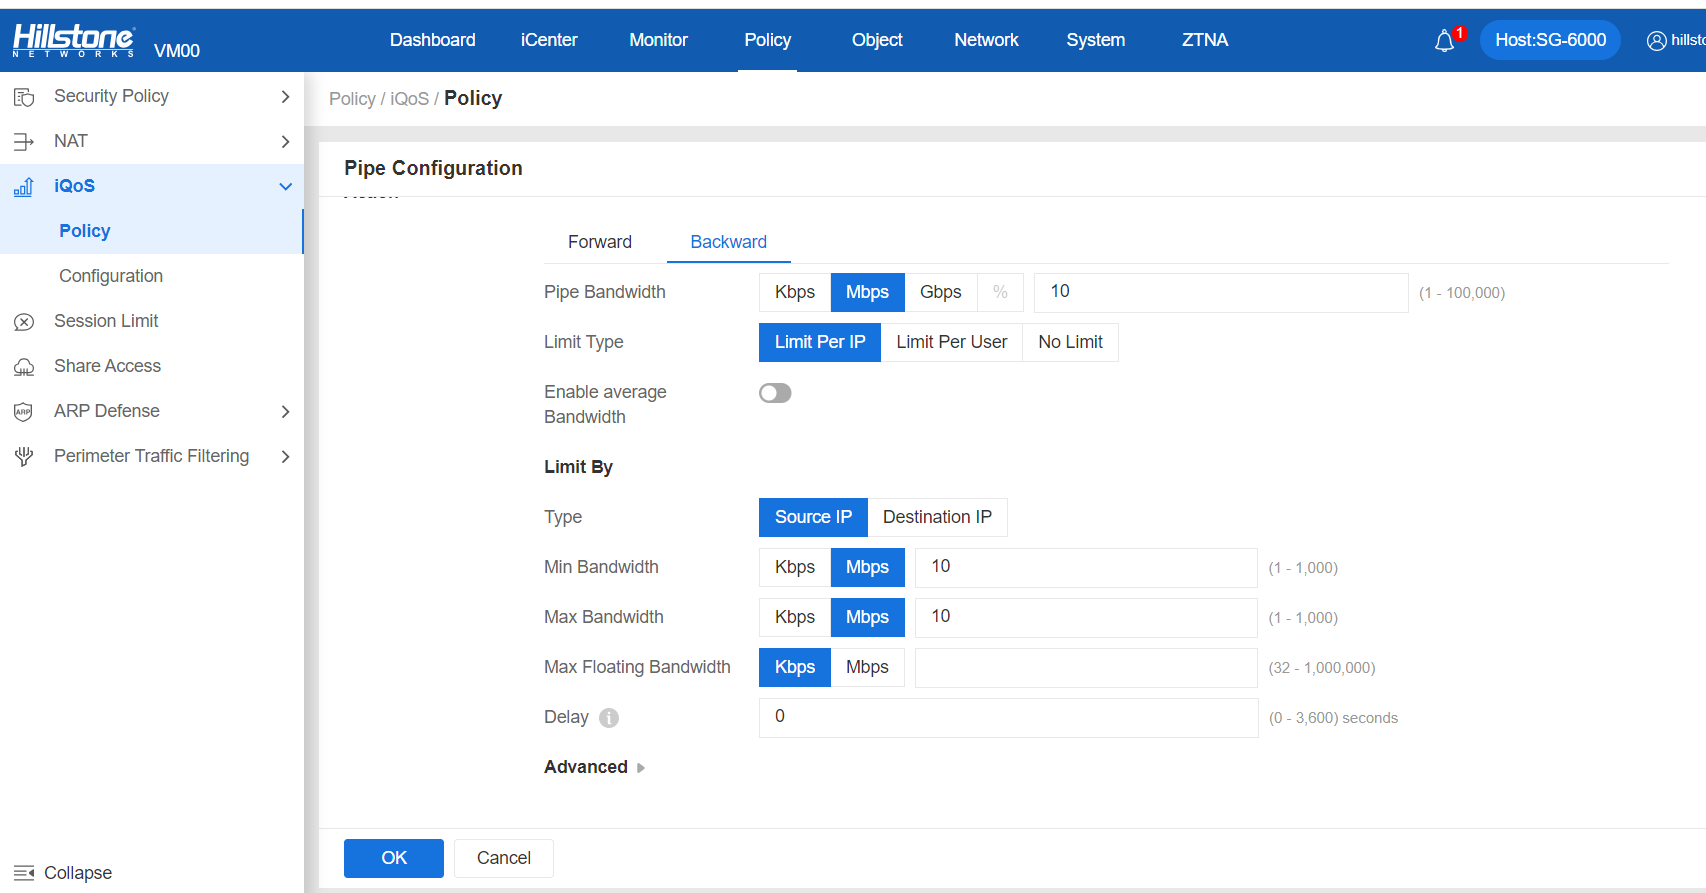 Hillstone
NETWORKS
VM00
Dashboard
iCenter
Monitor
Policy
Object
Network
System
ZTNA
1
Host:SG-6000
hillsto
Security Policy
NAT
iQoS
Policy
Configuration
Session Limit
Share Access
ARP
ARP Defense
Perimeter Traffic Filtering
Collapse
Policy / iQoS / Policy
Pipe Configuration
Forward
Backward
Pipe Bandwidth
Kbps
Mbps
Gbps
%
10
(1 - 100,000)
Limit Type
Limit Per IP
Limit Per User
No Limit
Enable average
Bandwidth
Limit By
Type
Source IP
Destination IP
Min Bandwidth
Kbps
Mbps
10
(1 - 1,000)
Max Bandwidth
Kbps
Mbps
10
(1 - 1,000)
Max Floating Bandwidth
Kbps
Mbps
(32 - 1,000,000)
Delay
0
(0 - 3,600) seconds
Advanced
OK
Cancel